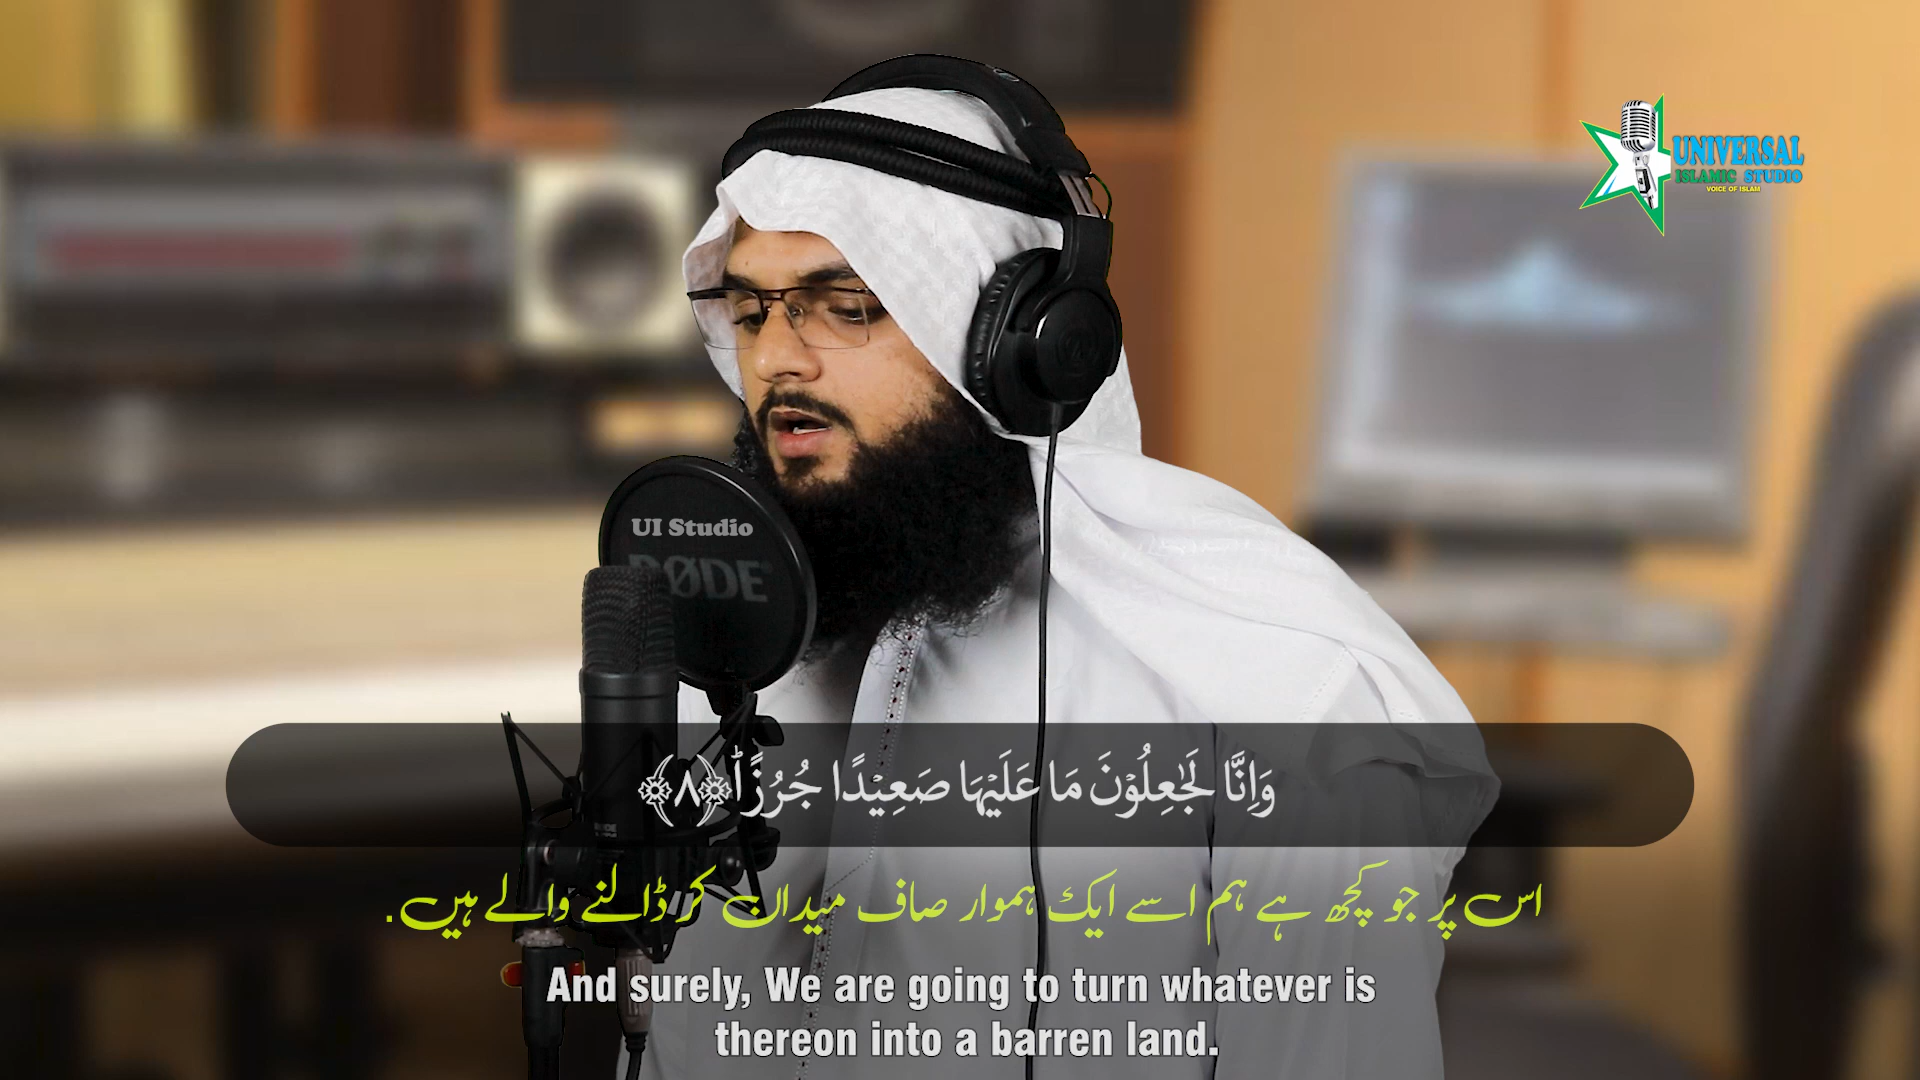 UNIVERSAL
ISLAMIC STUDIO
VOICE OF ISLAM
UI Studio
RØDE
وَاِنَّا لَجٰعِلُوْنَ مَا عَلَيْهَا صَعِيْدًا جُرُزًاؕ ﴿۸﴾
اس پر جو کچھ ہے ہم اسے ایک ہموار صاف میدان کر ڈالنے والے ہیں.
And surely, We are going to turn whatever is
thereon into a barren land.